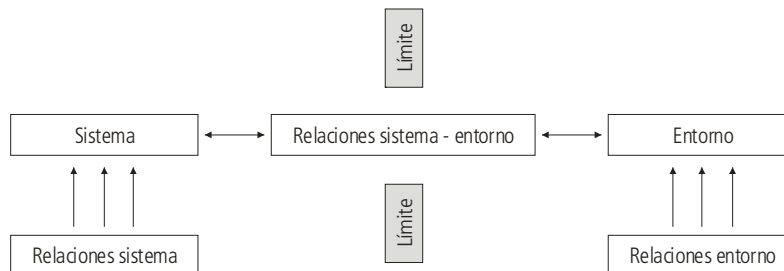 Límite
Sistema
Relaciones sistema - entorno
Entorno
Límite
Relaciones sistema
Relaciones entorno